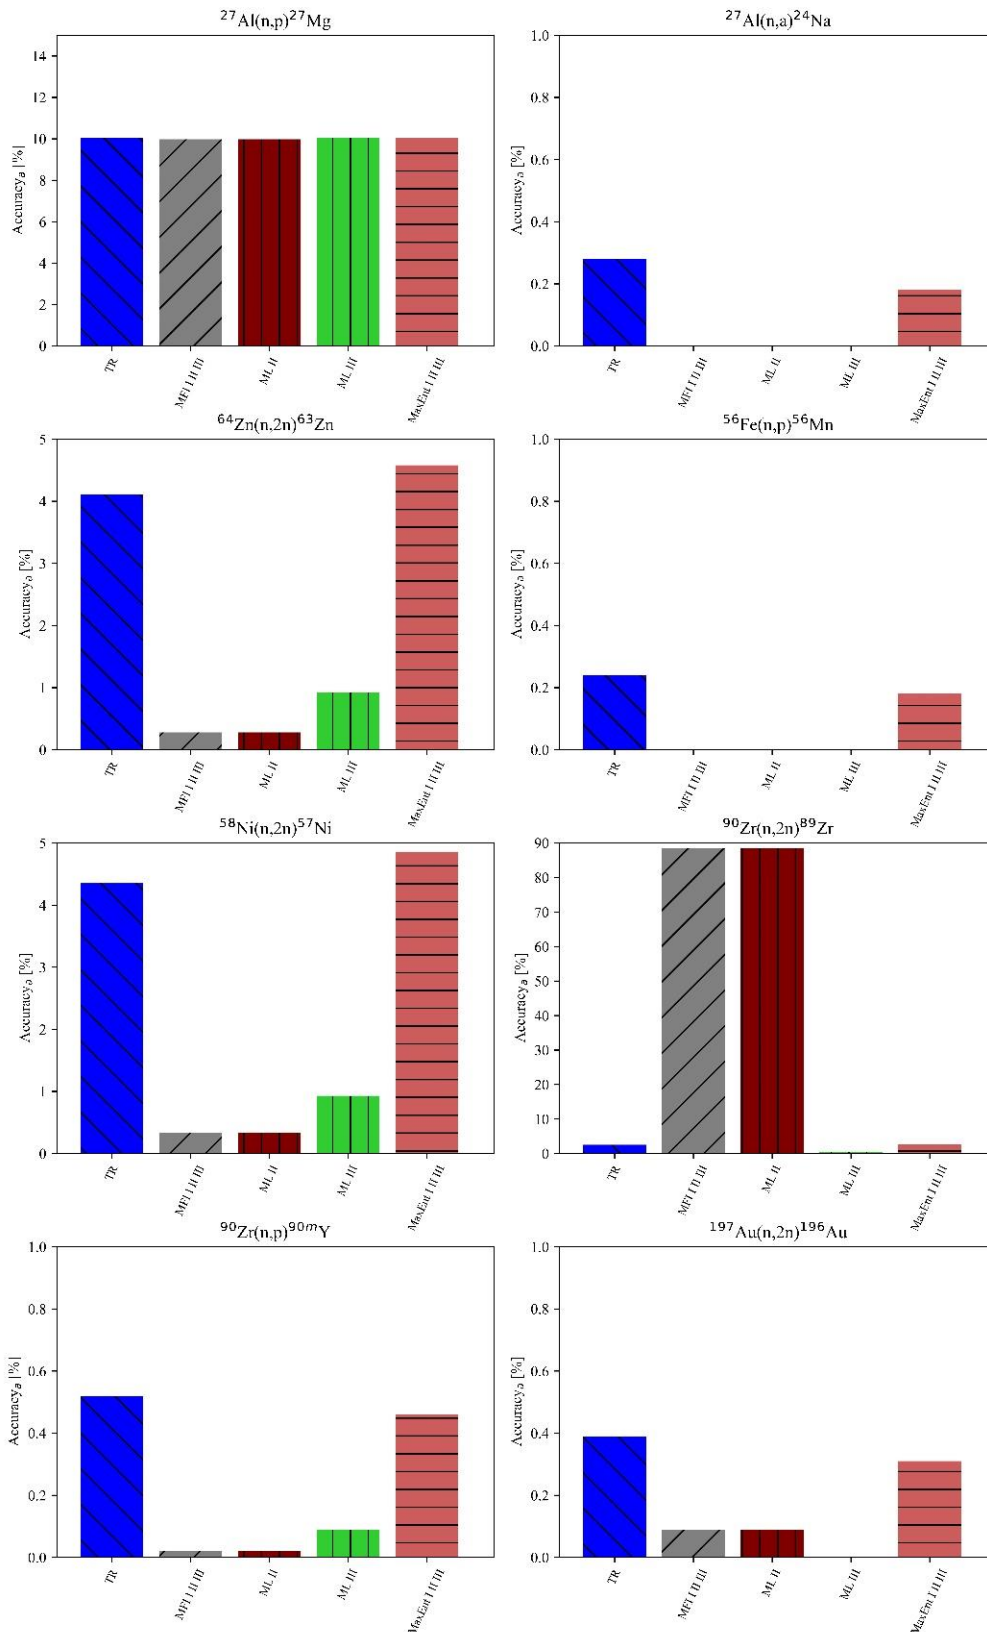 ²⁷Al(n,p)²⁷Mg
Accuracyₐ [%]
14
12
10
8
6
4
2
0
TR
MFI I II III
ML II
ML III
MaxEnt I II III
²⁷Al(n,a)²⁴Na
Accuracyₐ [%]
1.0
0.8
0.6
0.4
0.2
0.0
TR
MFI I II III
ML II
ML III
MaxEnt I II III
⁶⁴Zn(n,2n)⁶³Zn
Accuracyₐ [%]
5
4
3
2
1
0
TR
MFI I II III
ML II
ML III
MaxEnt I II III
⁵⁶Fe(n,p)⁵⁶Mn
Accuracyₐ [%]
1.0
0.8
0.6
0.4
0.2
0.0
TR
MFI I II III
ML II
ML III
MaxEnt I II III
⁵⁸Ni(n,2n)⁵⁷Ni
Accuracyₐ [%]
5
4
3
2
1
0
TR
MFI I II III
ML II
ML III
MaxEnt I II III
⁹⁰Zr(n,2n)⁸⁹Zr
Accuracyₐ [%]
90
80
70
60
50
40
30
20
10
0
TR
MFI I II III
ML II
ML III
MaxEnt I II III
⁹⁰Zr(n,p)⁹⁰ᵐY
Accuracyₐ [%]
1.0
0.8
0.6
0.4
0.2
0.0
TR
MFI I II III
ML II
ML III
MaxEnt I II III
¹⁹⁷Au(n,2n)¹⁹⁶Au
Accuracyₐ [%]
1.0
0.8
0.6
0.4
0.2
0.0
TR
MFI I II III
ML II
ML III
MaxEnt I II III